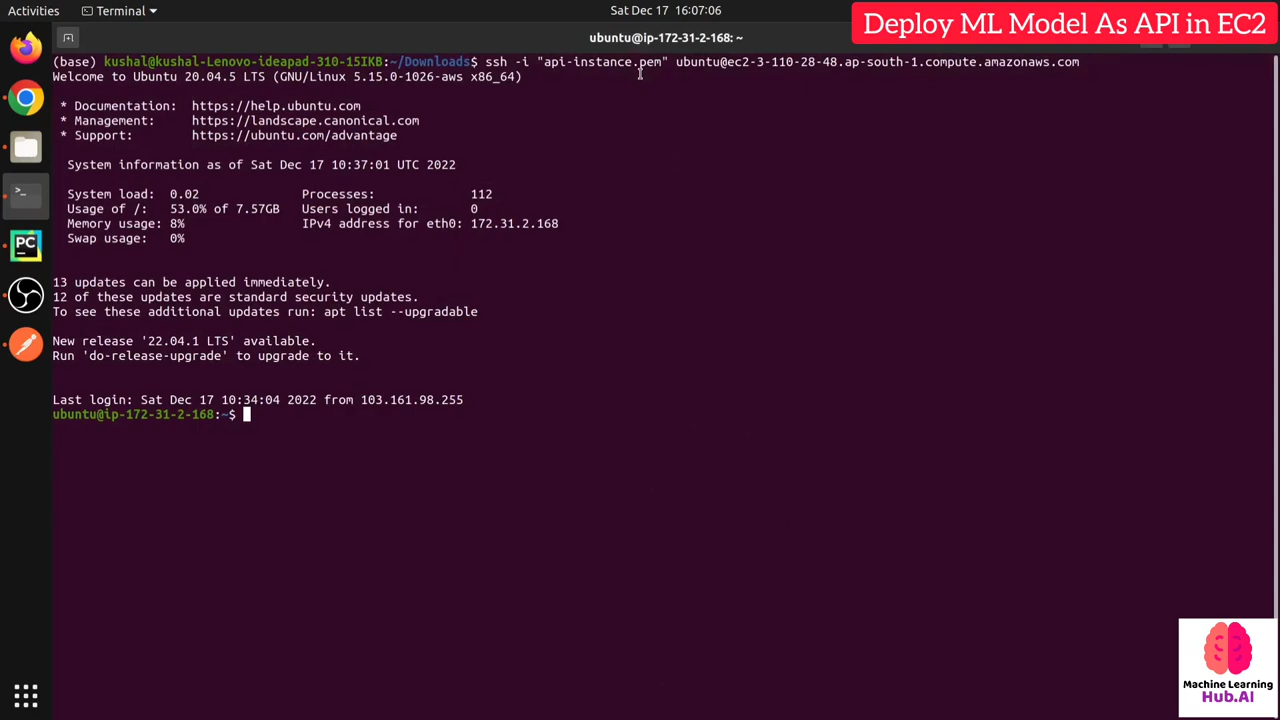 Activities
Terminal
Sat Dec 17 16:07:06
Deploy ML Model As API in EC2
ubuntu@ip-172-31-2-168: ~
(base) kushal@kushal-Lenovo-ideapad-310-15IKB:~/Downloads$ ssh -i "api-instance.pem" ubuntu@ec2-3-110-28-48.ap-south-1.compute.amazonaws.com
Welcome to Ubuntu 20.04.5 LTS (GNU/Linux 5.15.0-1026-aws x86_64)
* Documentation:  https://help.ubuntu.com
* Management:     https://landscape.canonical.com
* Support:        https://ubuntu.com/advantage
System information as of Sat Dec 17 10:37:01 UTC 2022
System load:  0.02               Processes:             112
Usage of /:   53.0% of 7.57GB   Users logged in:       0
Memory usage: 8%                 IPv4 address for eth0: 172.31.2.168
Swap usage:   0%
13 updates can be applied immediately.
12 of these updates are standard security updates.
To see these additional updates run: apt list --upgradable
New release '22.04.1 LTS' available.
Run 'do-release-upgrade' to upgrade to it.
Last login: Sat Dec 17 10:34:04 2022 from 103.161.98.255
ubuntu@ip-172-31-2-168:~$
PC
Machine Learning
Hub.AI